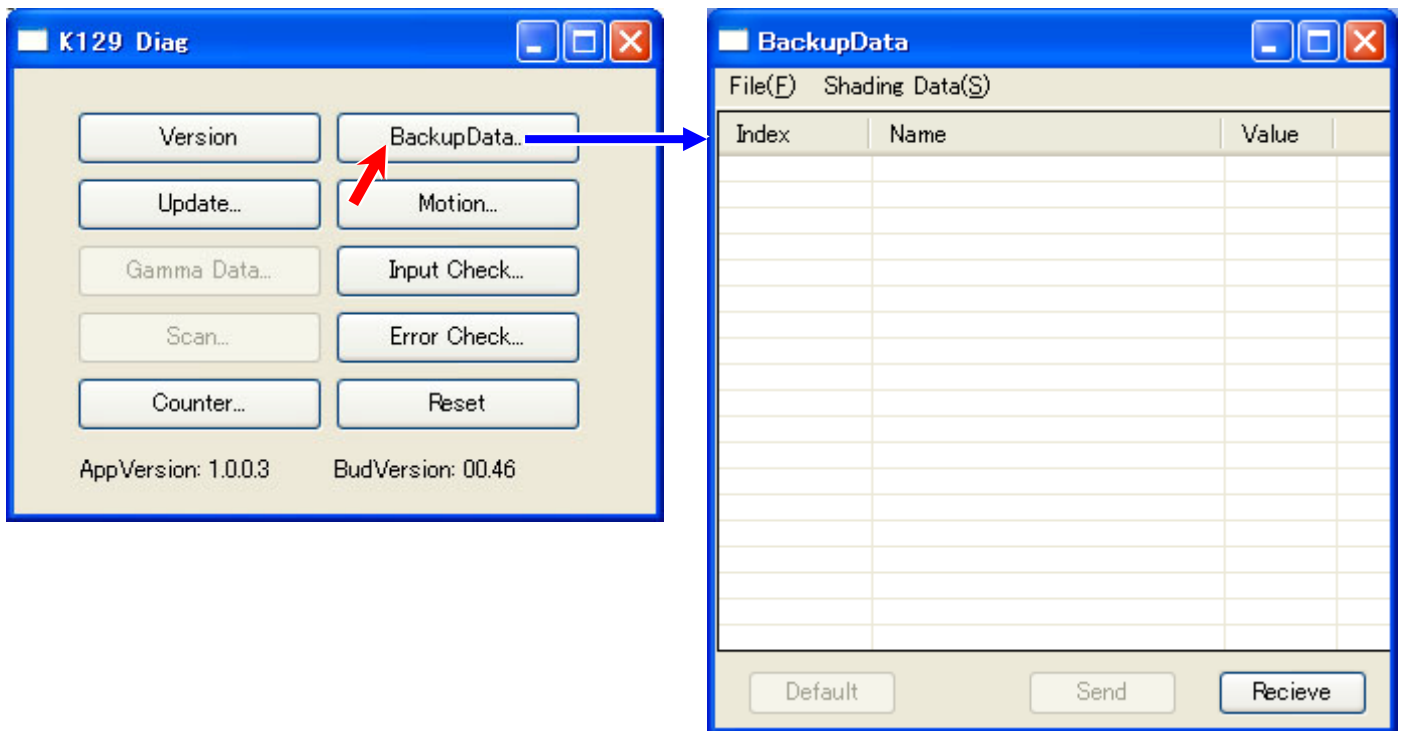 K129 Diag
Version
BackupData..
Update...
Motion...
Gamma Data...
Input Check...
Scan...
Error Check...
Counter...
Reset
AppVersion: 1.0.0.3
BudVersion: 00.46
BackupData
File(F) Shading Data(S)
Index Name Value
Default Send Recieve